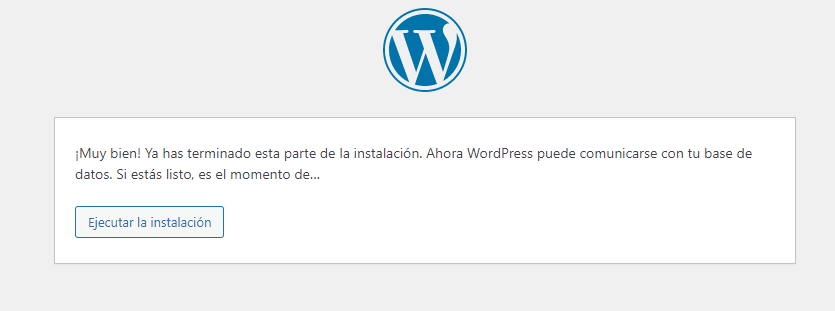 ¡Muy bien! Ya has terminado esta parte de la instalación. Ahora WordPress puede comunicarse con tu base de
datos. Si estás listo, es el momento de…
Ejecutar la instalación